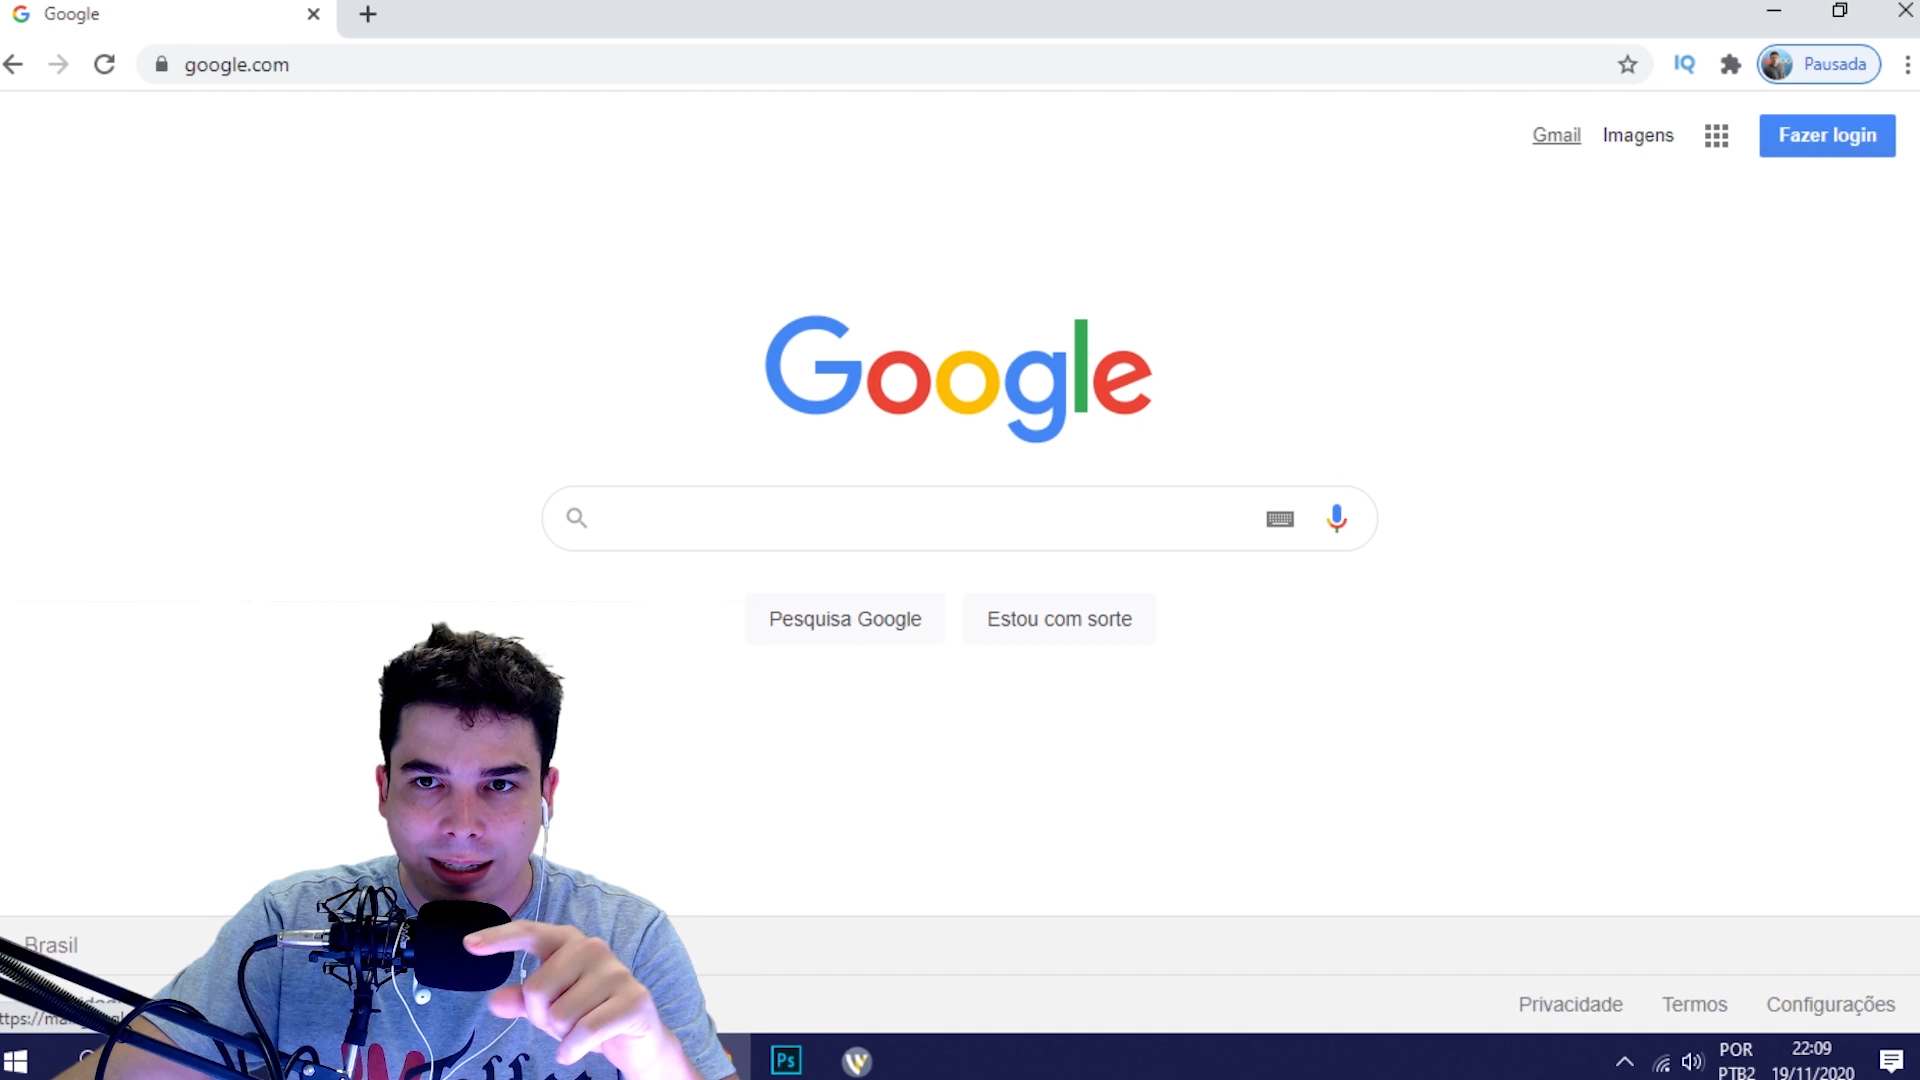 Google
google.com
IQ
Pausada
Gmail
Imagens
Fazer login
Google
Pesquisa Google
Estou com sorte
Brasil
Privacidade
Termos
Configurações
Ps
POR
PTB2
22:09
19/11/2020